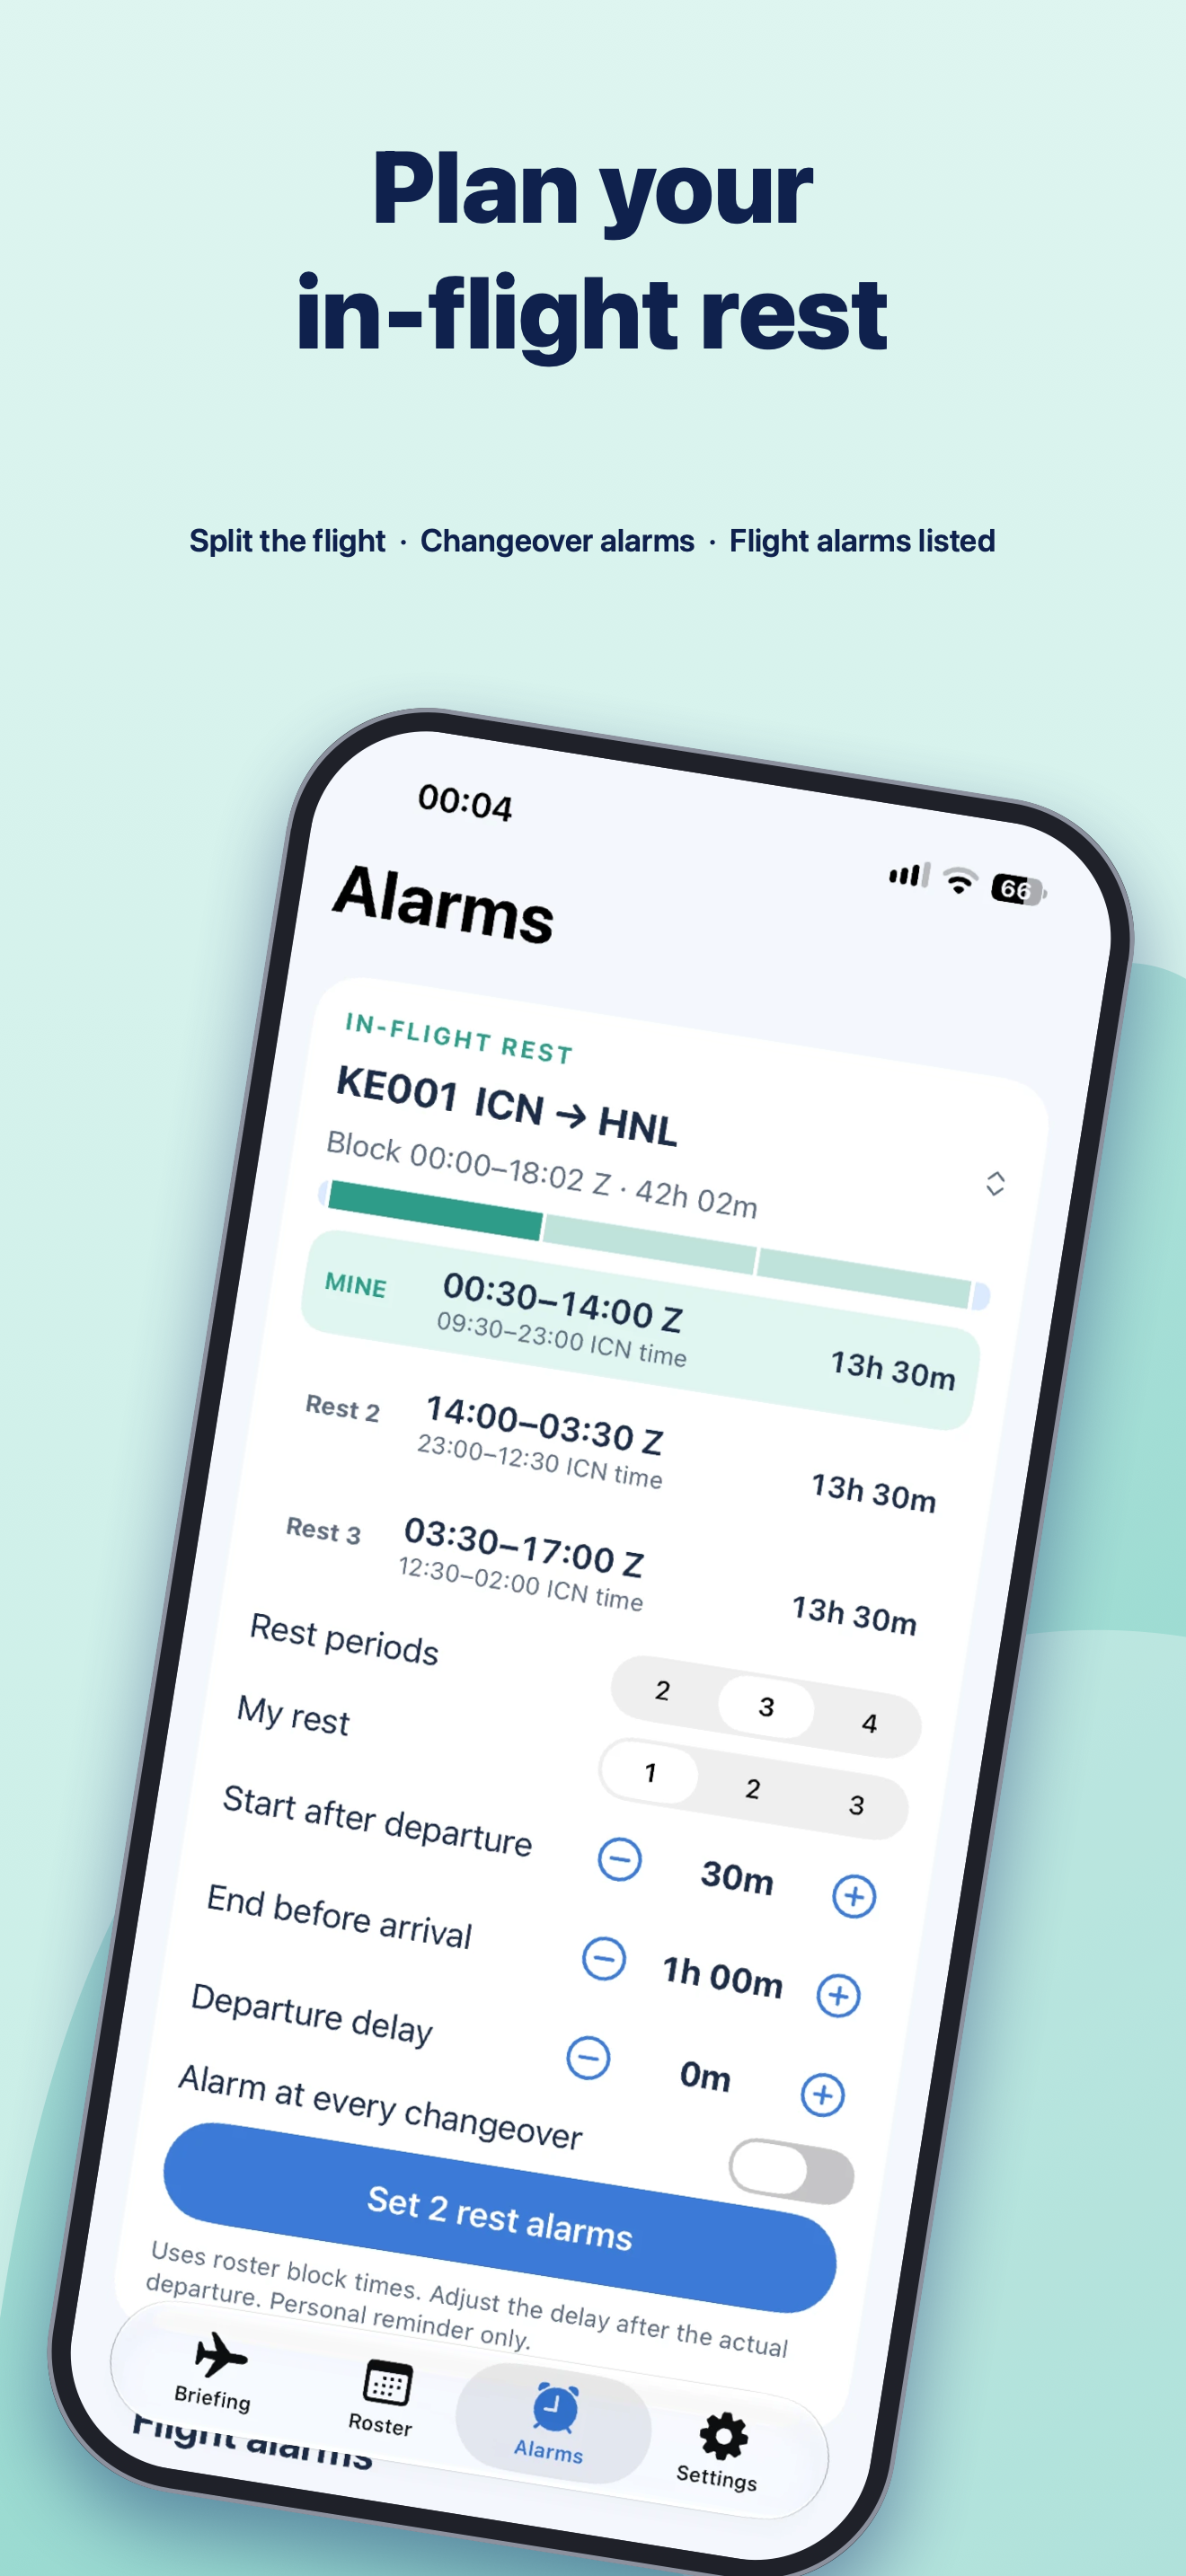 Plan your
in-flight rest
Split the flight · Changeover alarms · Flight alarms listed
00:04
66
Alarms
IN-FLIGHT REST
KE001 ICN → HNL
Block 00:00–18:02 Z · 42h 02m
MINE
00:30–14:00 Z
09:30–23:00 ICN time
13h 30m
Rest 2
14:00–03:30 Z
23:00–12:30 ICN time
13h 30m
Rest 3
03:30–17:00 Z
12:30–02:00 ICN time
13h 30m
Rest periods
2 3 4
My rest
1 2 3
Start after departure
30m
End before arrival
1h 00m
Departure delay
0m
Alarm at every changeover
Set 2 rest alarms
Uses roster block times. Adjust the delay after the actual
departure. Personal reminder only.
Briefing
Roster
Alarms
Settings
Flight alarms